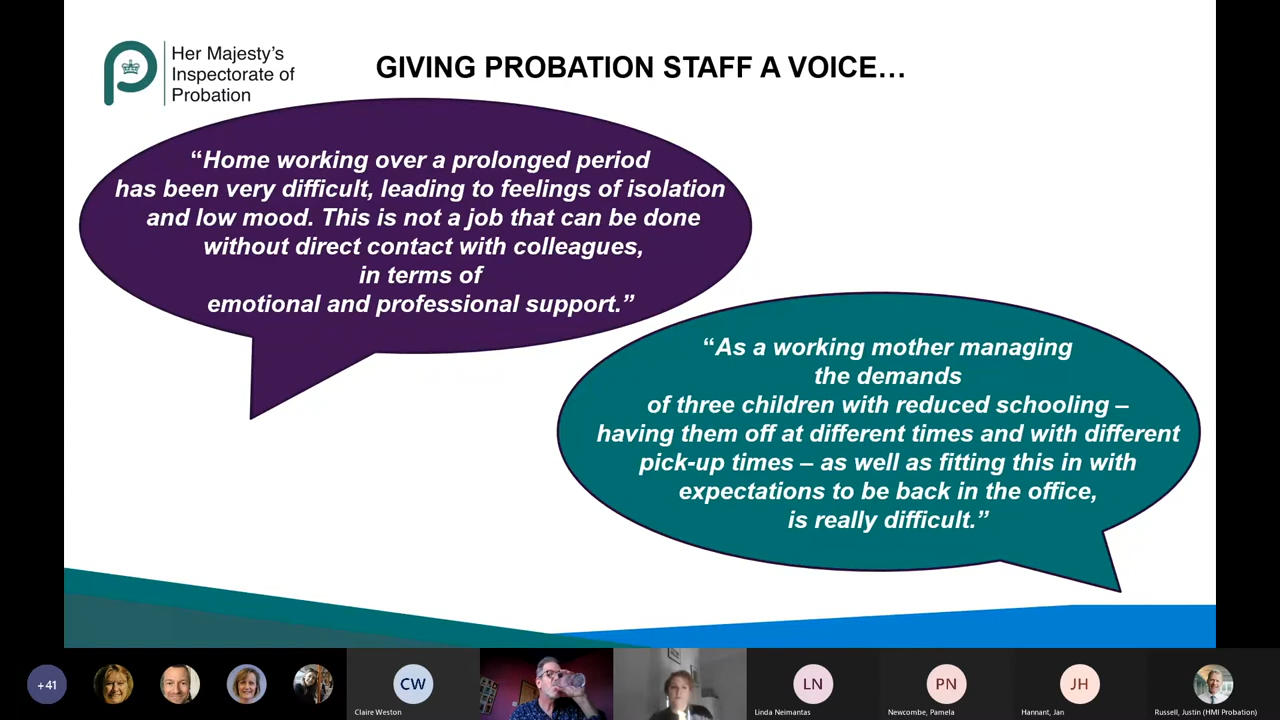 Her Majesty's
Inspectorate of
Probation
GIVING PROBATION STAFF A VOICE...
“Home working over a prolonged period
has been very difficult, leading to feelings of isolation
and low mood. This is not a job that can be done
without direct contact with colleagues,
in terms of
emotional and professional support.”
“As a working mother managing
the demands
of three children with reduced schooling –
having them off at different times and with different
pick-up times – as well as fitting this in with
expectations to be back in the office,
is really difficult.”
+41
CW
Claire Weston
LN
Linda Neimantas
PN
Newcombe, Pamela
JH
Hannant, Jan
Russell, Justin (HMI Probation)